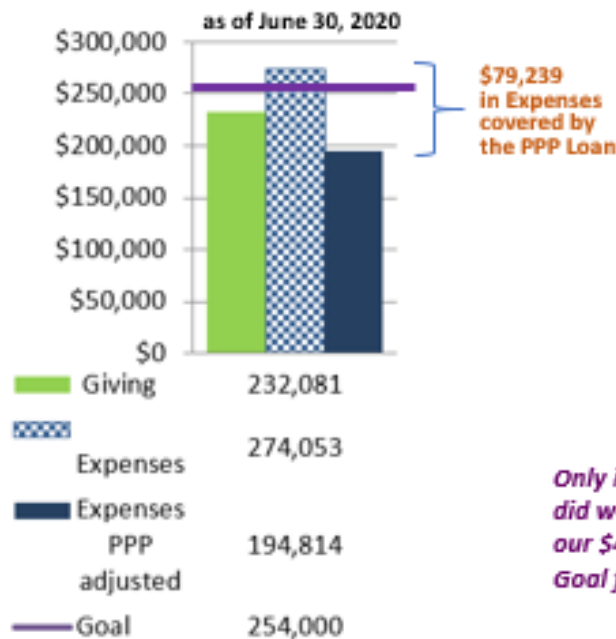 as of June 30, 2020
$300,000
$250,000
$200,000
$150,000
$100,000
$50,000
$0
$79,239
in Expenses
covered by
the PPP Loan
Giving 232,081
Expenses 274,053
Expenses
PPP 194,814
adjusted
Goal 254,000
Only
did
our
Goal